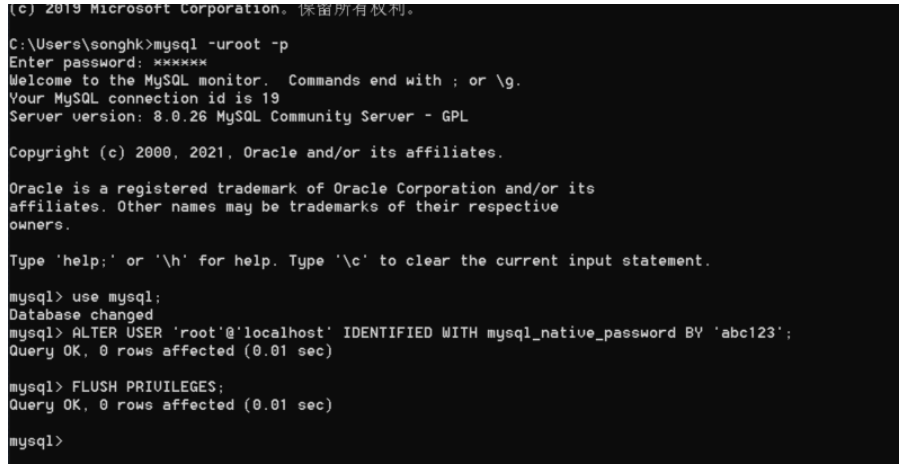 (c) 2019 Microsoft Corporation。保留所有权利。
C:\Users\songhk>mysql -uroot -p
Enter password: ******
Welcome to the MySQL monitor.  Commands end with ; or \g.
Your MySQL connection id is 19
Server version: 8.0.26 MySQL Community Server - GPL
Copyright (c) 2000, 2021, Oracle and/or its affiliates.
Oracle is a registered trademark of Oracle Corporation and/or its
affiliates. Other names may be trademarks of their respective
owners.
Type 'help;' or '\h' for help. Type '\c' to clear the current input statement.
mysql> use mysql;
Database changed
mysql> ALTER USER 'root'@'localhost' IDENTIFIED WITH mysql_native_password BY 'abc123';
Query OK, 0 rows affected (0.01 sec)
mysql> FLUSH PRIVILEGES;
Query OK, 0 rows affected (0.01 sec)
mysql>